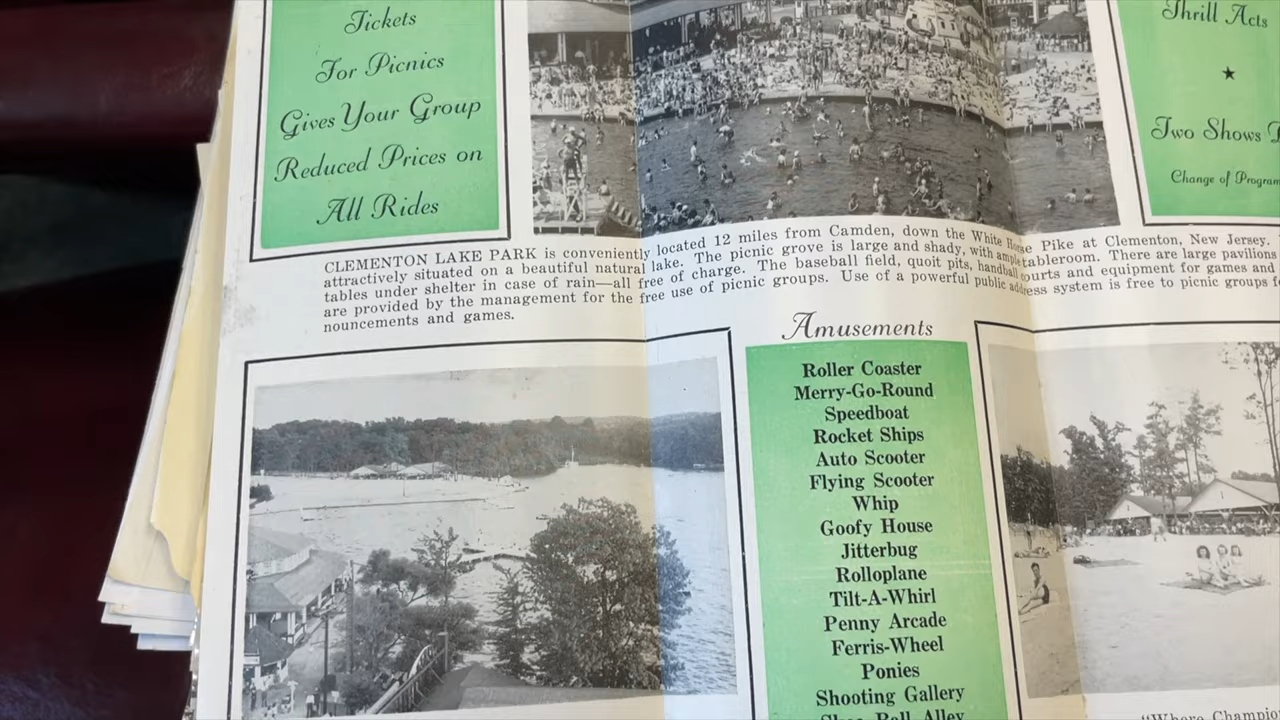 Tickets
For Picnics
Gives Your Group
Reduced Prices on
All Rides
Thrill Acts
★
Two Shows
Change of Program
CLEMENTON LAKE PARK is conveniently located 12 miles from Camden, down the White Horse Pike at Clementon, New Jersey.
attractively situated on a beautiful natural lake. The picnic grove is large and shady, with ample tableroom. There are large pavilions
tables under shelter in case of rain—all free of charge. The baseball field, quoit pits, handball courts and equipment for games and
are provided by the management for the free use of picnic groups. Use of a powerful public address system is free to picnic groups
nouncements and games.
Amusements
Roller Coaster
Merry-Go-Round
Speedboat
Rocket Ships
Auto Scooter
Flying Scooter
Whip
Goofy House
Jitterbug
Rolloplane
Tilt-A-Whirl
Penny Arcade
Ferris-Wheel
Ponies
Shooting Gallery
Ball Alley
"Where